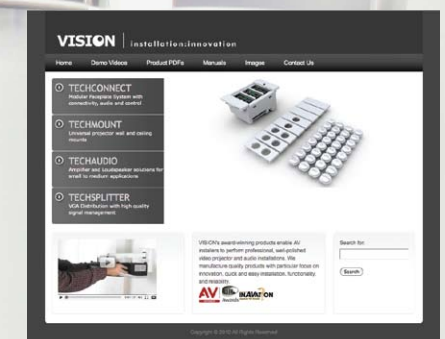 VISION installation:innovation
Home Demo Videos Product PDFs Manuals Images Contact Us
TECHCONNECT
Modular Faceplate System with
connectivity, audio and control
TECHMOUNT
Universal projector wall and ceiling
mounts
TECHAUDIO
Amplifier and Loudspeaker solutions for
small to medium applications
TECHSPLITTER
VGA Distribution with high quality
signal management
VISION's award-winning products enable AV
installers to perform professional, well-polished
video projector and audio installations. We
manufacture quality products with particular focus on
innovation, quick and easy installation, functionality,
and reliability
AV Awards INAVATION
Search for:
Search
Copyright © 2010 All Rights Reserved